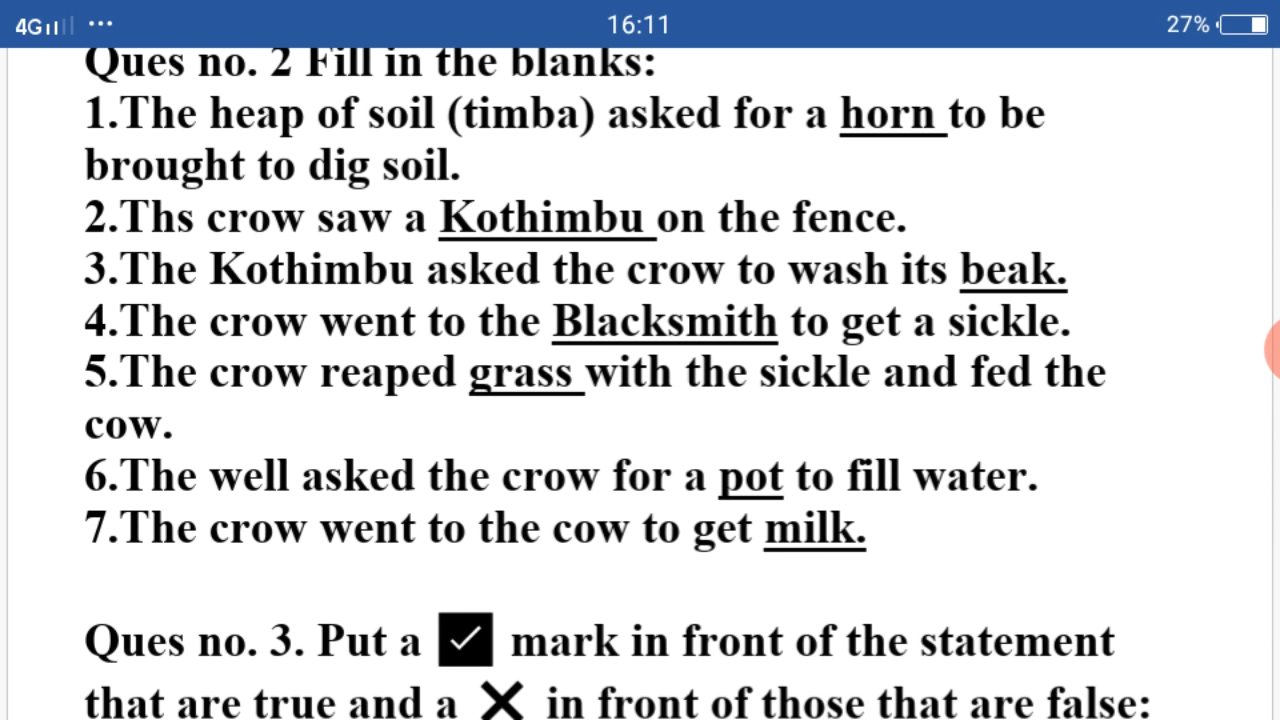 4G 16:11 27%
Ques no. 2 Fill in the blanks:
1.The heap of soil (timba) asked for a horn to be
brought to dig soil.
2.Ths crow saw a Kothimbu on the fence.
3.The Kothimbu asked the crow to wash its beak.
4.The crow went to the Blacksmith to get a sickle.
5.The crow reaped grass with the sickle and fed the
cow.
6.The well asked the crow for a pot to fill water.
7.The crow went to the cow to get milk.
Ques no. 3. Put a ✓ mark in front of the statement
that are true and a ✕ in front of those that are false: